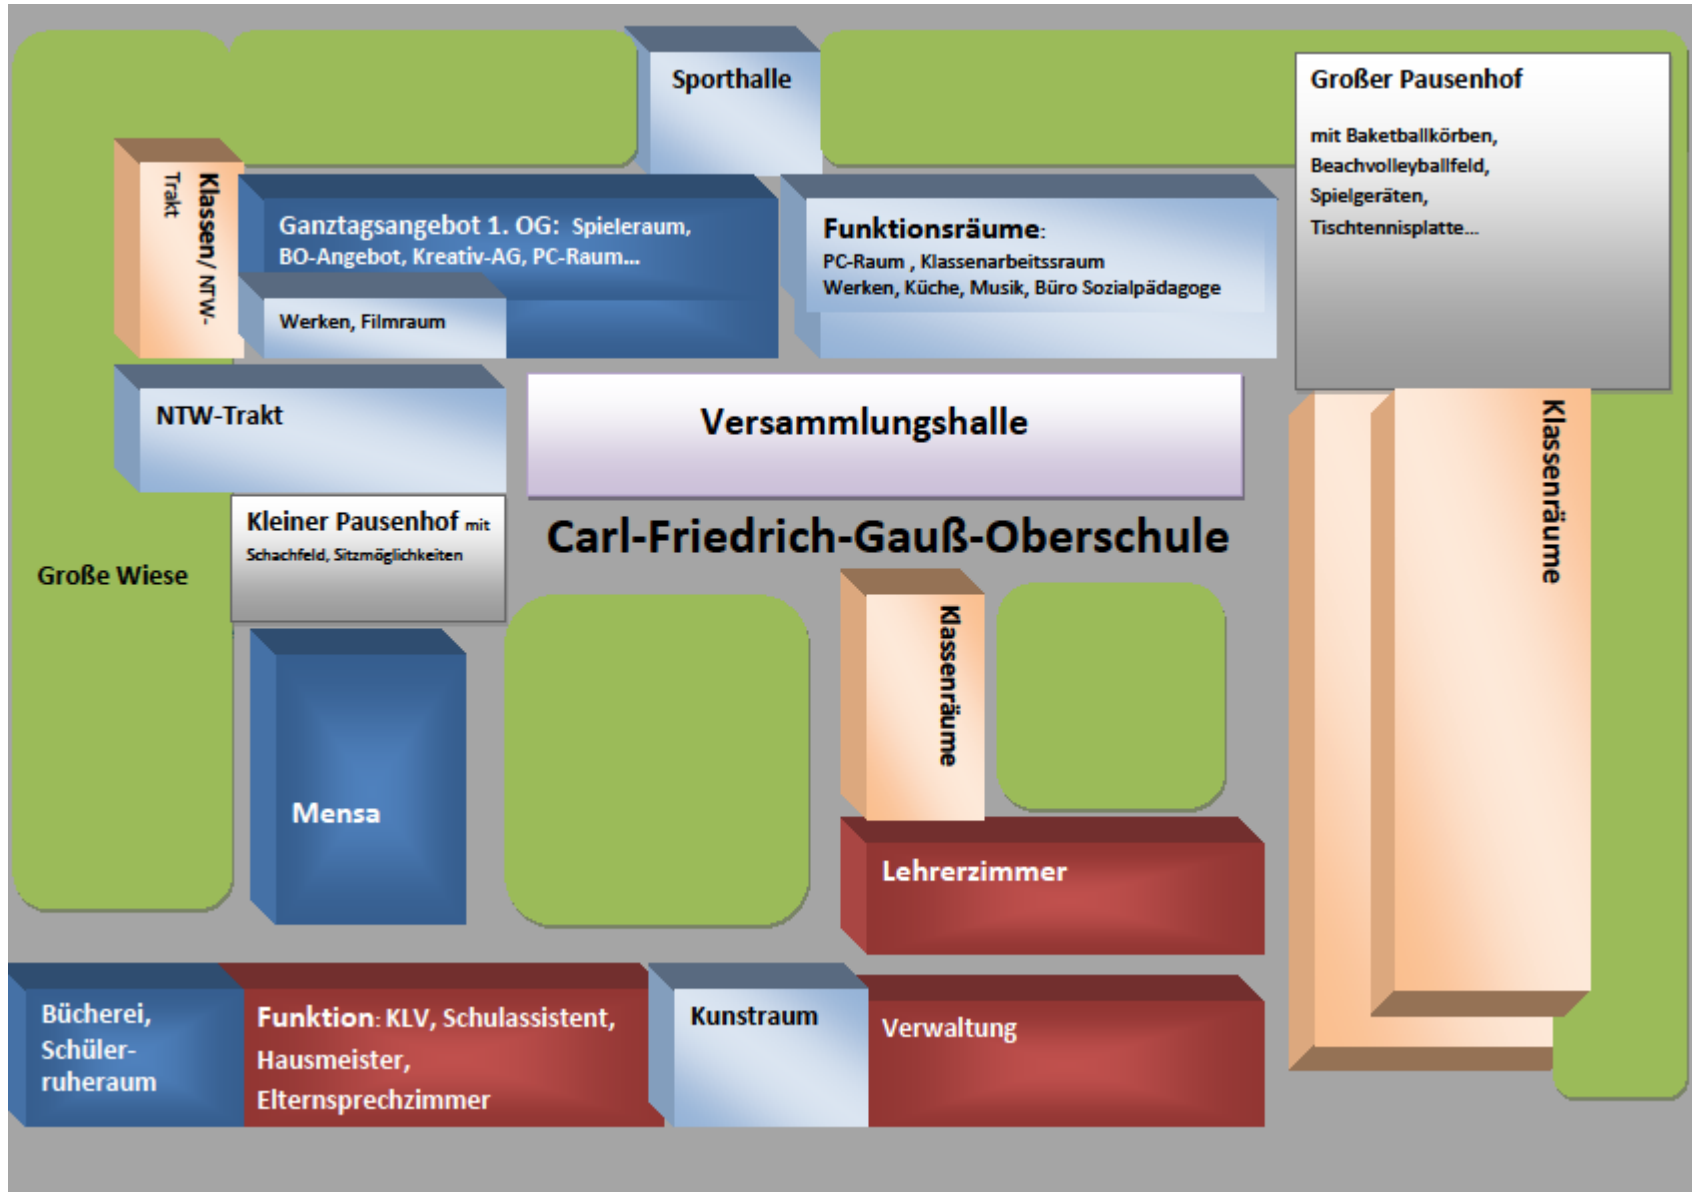 Sporthalle
Großer Pausenhof
mit Baketballkörben,
Beachvolleyballfeld,
Spielgeräten,
Tischtennisplatte...
Klassen/ NTW-
Trakt
Ganztagsangebot 1. OG: Spieleraum,
BO-Angebot, Kreativ-AG, PC-Raum...
Werken, Filmraum
Funktionsräume:
PC-Raum , Klassenarbeitssraum
Werken, Küche, Musik, Büro Sozialpädagoge
NTW-Trakt
Versammlungshalle
Klassenräume
Kleiner Pausenhof mit
Schachfeld, Sitzmöglichkeiten
Carl-Friedrich-Gauß-Oberschule
Große Wiese
Klassenräume
Mensa
Lehrerzimmer
Bücherei,
Schüler-
ruheraum
Funktion: KLV, Schulassistent,
Hausmeister,
Elternsprechzimmer
Kunstraum
Verwaltung